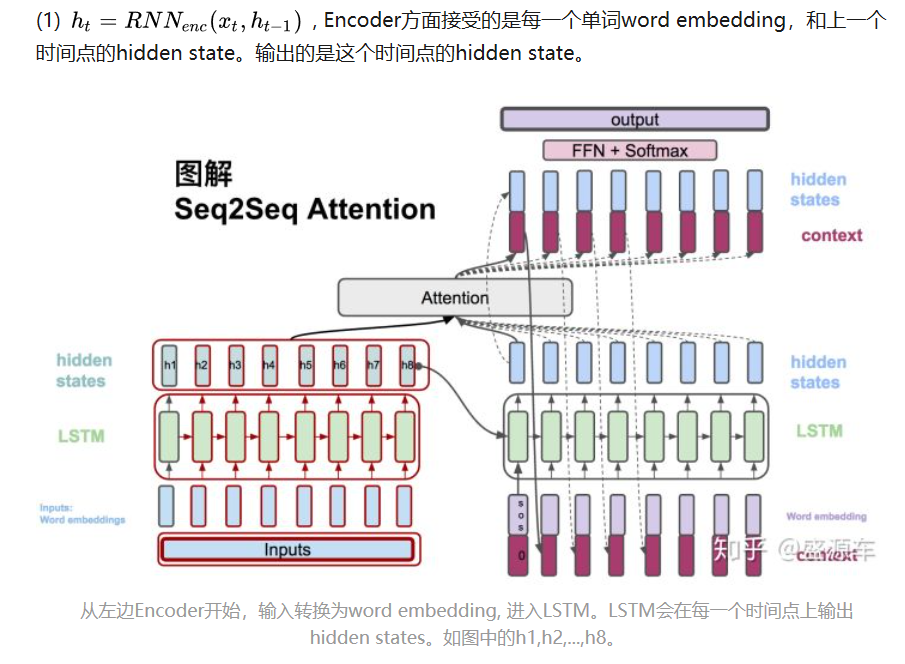 (1) h_t = RNN_{enc}(x_t, h_{t-1}) , Encoder方面接受的是每一个单词word embedding，和上一个
时间点的hidden state。输出的是这个时间点的hidden state。
output
FFN + Softmax
图解
Seq2Seq Attention
hidden
states
context
Attention
hidden
states
h1 h2 h3 h4 h5 h6 h7 h8
hidden
states
LSTM
LSTM
Inputs:
Word embeddings
sos
Word embedding
0
context
Inputs
知乎 @盛源车
从左边Encoder开始，输入转换为word embedding, 进入LSTM。LSTM会在每一个时间点上输出
hidden states。如图中的h1,h2,...,h8。